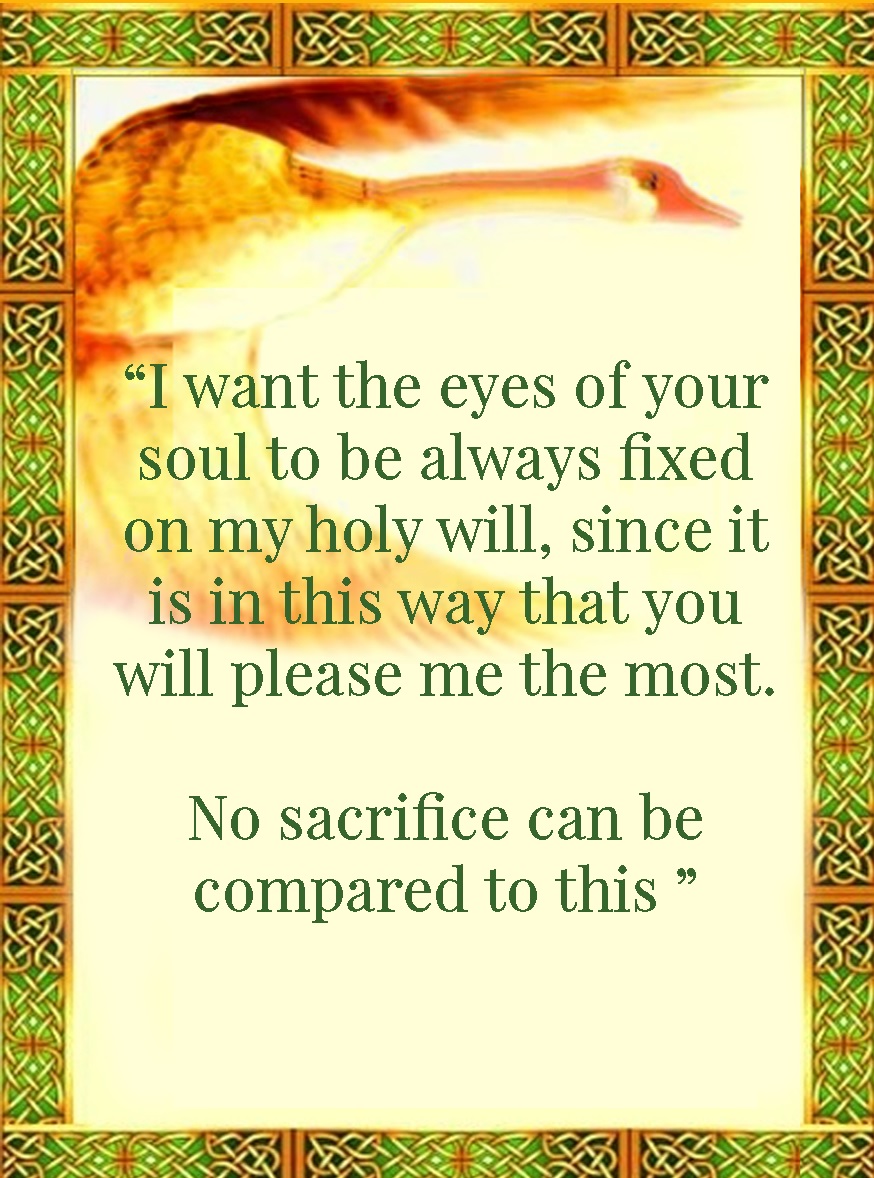 “I want the eyes of your
soul to be always fixed
on my holy will, since it
is in this way that you
will please me the most.
No sacrifice can be
compared to this ”